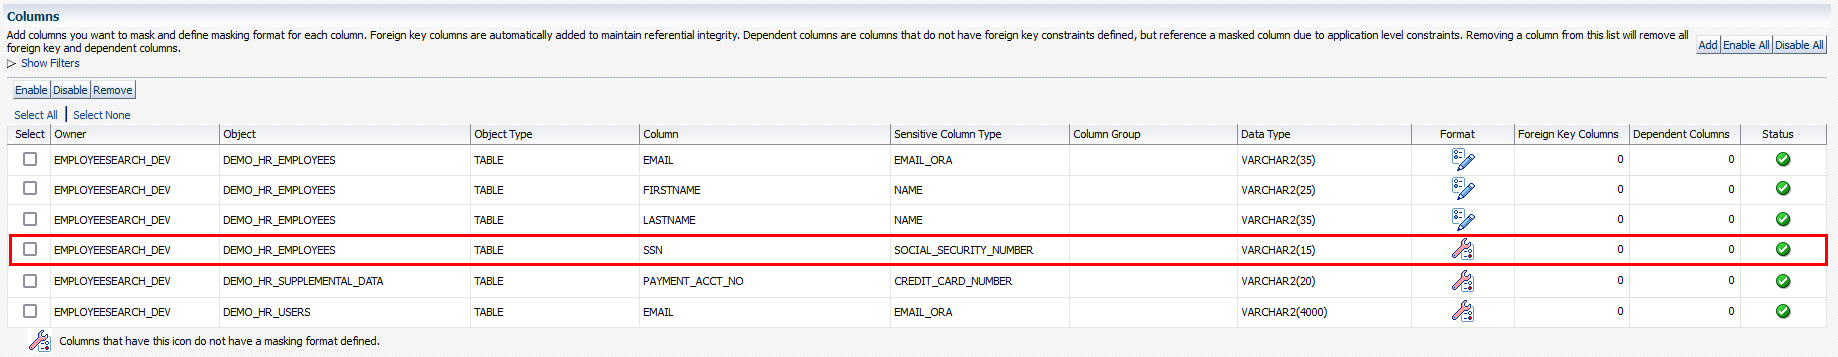 Columns
Add columns you want to mask and define masking format for each column. Foreign key columns are automatically added to maintain referential integrity. Dependent columns are columns that do not have foreign key constraints defined, but reference a masked column due to application level constraints. Removing a column from this list will remove all
foreign key and dependent columns.
Add Enable All Disable All
Show Filters
Enable Disable Remove
Select All Select None
Select Owner Object Object Type Column Sensitive Column Type Column Group Data Type Format Foreign Key Columns Dependent Columns Status
EMPLOYEESEARCH_DEV DEMO_HR_EMPLOYEES TABLE EMAIL EMAIL_ORA VARCHAR2(35) 0 0
EMPLOYEESEARCH_DEV DEMO_HR_EMPLOYEES TABLE FIRSTNAME NAME VARCHAR2(25) 0 0
EMPLOYEESEARCH_DEV DEMO_HR_EMPLOYEES TABLE LASTNAME NAME VARCHAR2(35) 0 0
EMPLOYEESEARCH_DEV DEMO_HR_EMPLOYEES TABLE SSN SOCIAL_SECURITY_NUMBER VARCHAR2(15) 0 0
EMPLOYEESEARCH_DEV DEMO_HR_SUPPLEMENTAL_DATA TABLE PAYMENT_ACCT_NO CREDIT_CARD_NUMBER VARCHAR2(20) 0 0
EMPLOYEESEARCH_DEV DEMO_HR_USERS TABLE EMAIL EMAIL_ORA VARCHAR2(4000) 0 0
Columns that have this icon do not have a masking format defined.